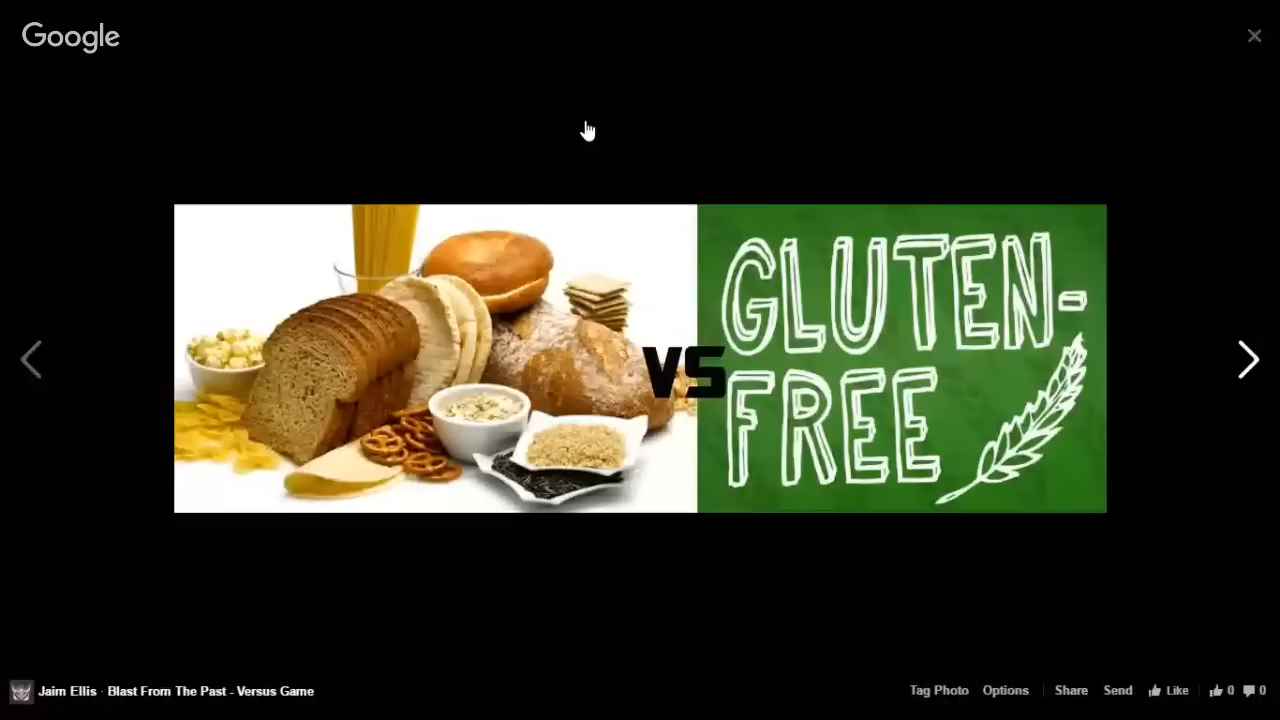 Google
GLUTEN-
VS
FREE
Jaim Ellis · Blast From The Past - Versus Game
Tag Photo Options Share Send Like 0 0